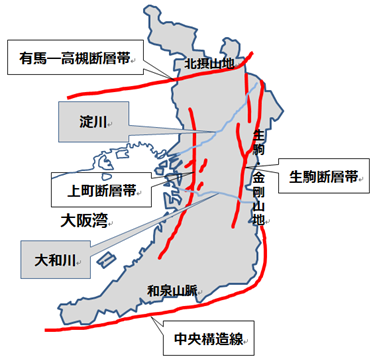 有馬―高槻断層帯
北摂山地
淀川
生駒
金剛山地
上町断層帯
生駒断層帯
大阪湾
大和川
和泉山脈
中央構造線